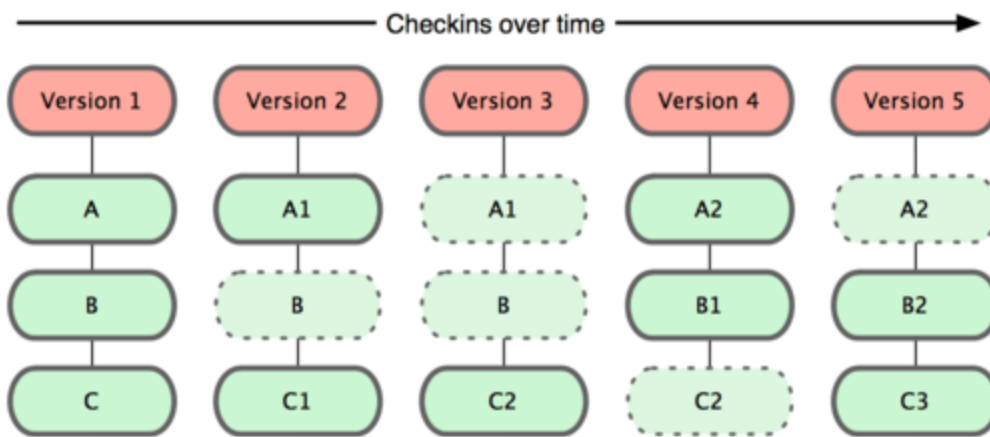 Checkins over time
Version 1 Version 2 Version 3 Version 4 Version 5
A A1 A1 A2 A2
B B B B1 B2
C C1 C2 C2 C3